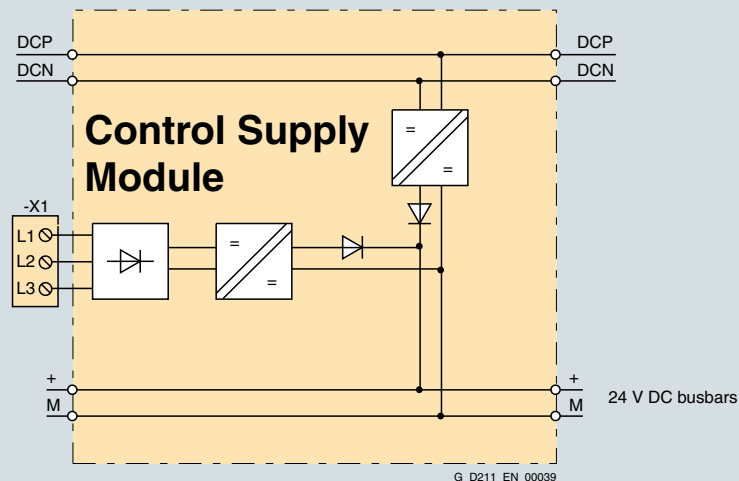 DCP
DCP
DCN
DCN
Control Supply
Module
=
=
-X1
L1
L2
L3
=
=
+
+
M
M
24 V DC busbars
G_D211_EN_00039